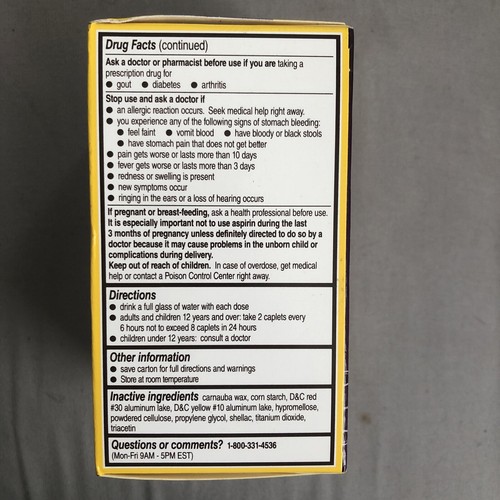 Drug Facts (continued)
Ask a doctor or pharmacist before use if you are taking a
prescription drug for
● gout ● diabetes ● arthritis
Stop use and ask a doctor if
● an allergic reaction occurs. Seek medical help right away.
● you experience any of the following signs of stomach bleeding:
● feel faint ● vomit blood ● have bloody or black stools
● have stomach pain that does not get better
● pain gets worse or lasts more than 10 days
● fever gets worse or lasts more than 3 days
● redness or swelling is present
● new symptoms occur
● ringing in the ears or a loss of hearing occurs
If pregnant or breast-feeding, ask a health professional before use.
It is especially important not to use aspirin during the last
3 months of pregnancy unless definitely directed to do so by a
doctor because it may cause problems in the unborn child or
complications during delivery.
Keep out of reach of children. In case of overdose, get medical
help or contact a Poison Control Center right away.
Directions
● drink a full glass of water with each dose
● adults and children 12 years and over: take 2 caplets every
6 hours not to exceed 8 caplets in 24 hours
● children under 12 years: consult a doctor
Other information
● save carton for full directions and warnings
● Store at room temperature
Inactive ingredients carnauba wax, corn starch, D&C red
#30 aluminum lake, D&C yellow #10 aluminum lake, hypromellose,
powdered cellulose, propylene glycol, shellac, titanium dioxide,
triacetin
Questions or comments? 1-800-331-4536
(Mon-Fri 9AM - 5PM EST)